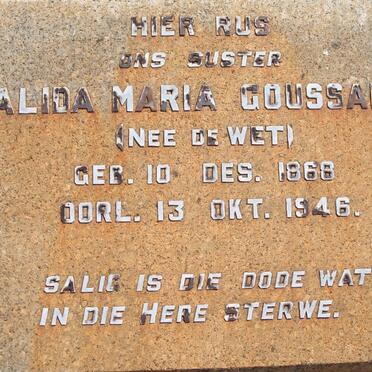 HIER RUS
ONS SUSTER
ALIDA MARIA GOUSSA
(NEE DE WET)
GEB. 10 DES. 1868
OORL. 13 OKT. 1946.
SALIG IS DIE DODE WAT
IN DIE HERE STERWE.